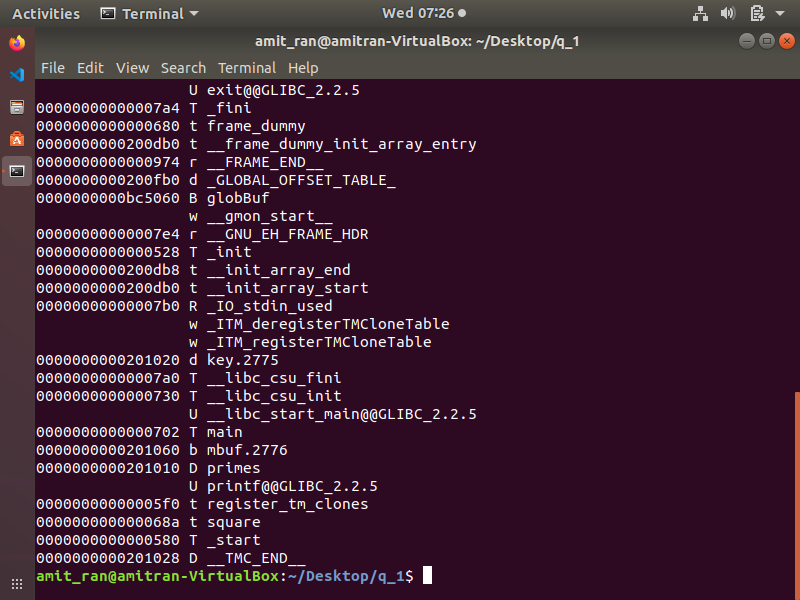 Activities Terminal Wed 07:26
amit_ran@amitran-VirtualBox: ~/Desktop/q_1
File Edit View Search Terminal Help
U exit@@GLIBC_2.2.5
00000000000007a4 T _fini
0000000000000680 t frame_dummy
0000000000200db0 t __frame_dummy_init_array_entry
0000000000000974 r __FRAME_END__
0000000000200fb0 d _GLOBAL_OFFSET_TABLE_
0000000000bc5060 B globBuf
w __gmon_start__
00000000000007e4 r __GNU_EH_FRAME_HDR
0000000000000528 T _init
0000000000200db8 t __init_array_end
0000000000200db0 t __init_array_start
00000000000007b0 R _IO_stdin_used
w _ITM_deregisterTMCloneTable
w _ITM_registerTMCloneTable
0000000000201020 d key.2775
00000000000007a0 T __libc_csu_fini
0000000000000730 T __libc_csu_init
U __libc_start_main@@GLIBC_2.2.5
0000000000000702 T main
0000000000201060 b mbuf.2776
0000000000201010 D primes
U printf@@GLIBC_2.2.5
00000000000005f0 t register_tm_clones
000000000000068a t square
0000000000000580 T _start
0000000000201028 D __TMC_END__
amit_ran@amitran-VirtualBox:~/Desktop/q_1$